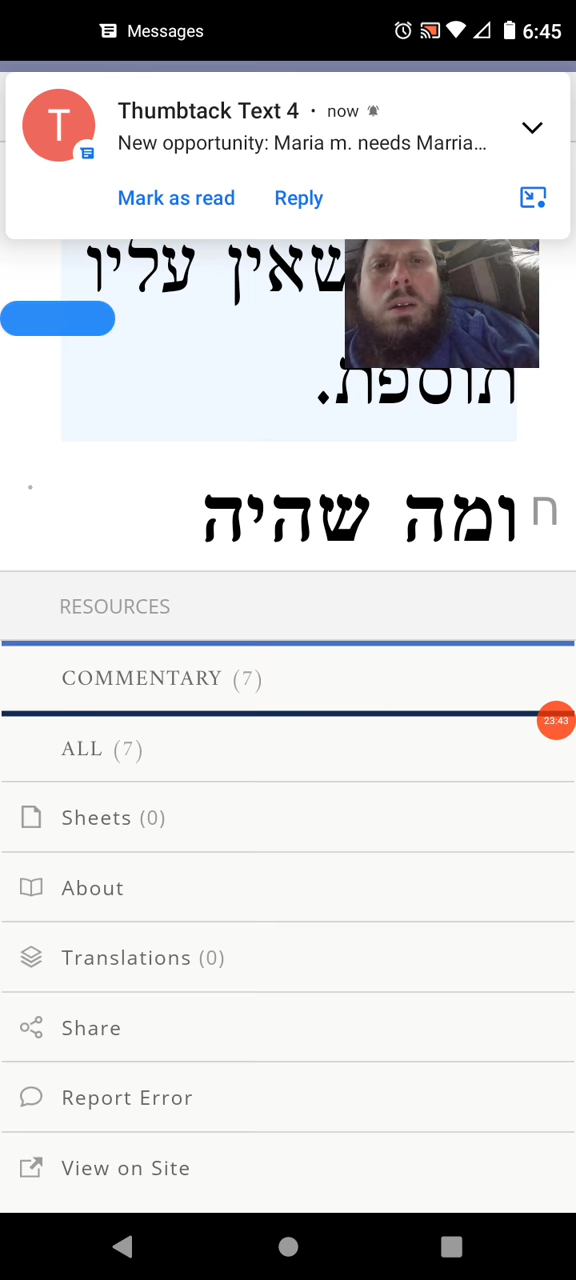 Messages
6:45
T
Thumbtack Text 4 · now
New opportunity: Maria m. needs Marria...
Mark as read Reply
שאין עליו
תוספת.
ח ומה שהיה
RESOURCES
COMMENTARY (7)
23:43
ALL (7)
Sheets (0)
About
Translations (0)
Share
Report Error
View on Site